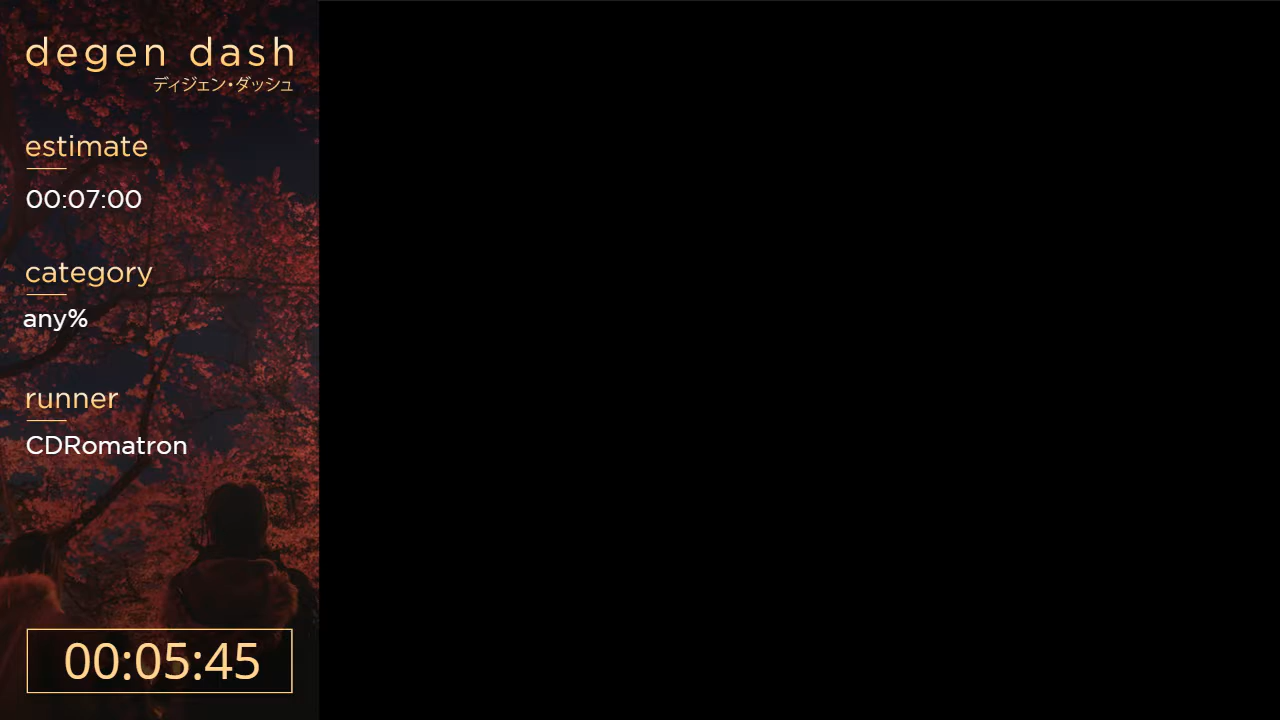 degen dash
ディジェン・ダッシュ
estimate
00:07:00
category
any%
runner
CDRomatron
00:05:45